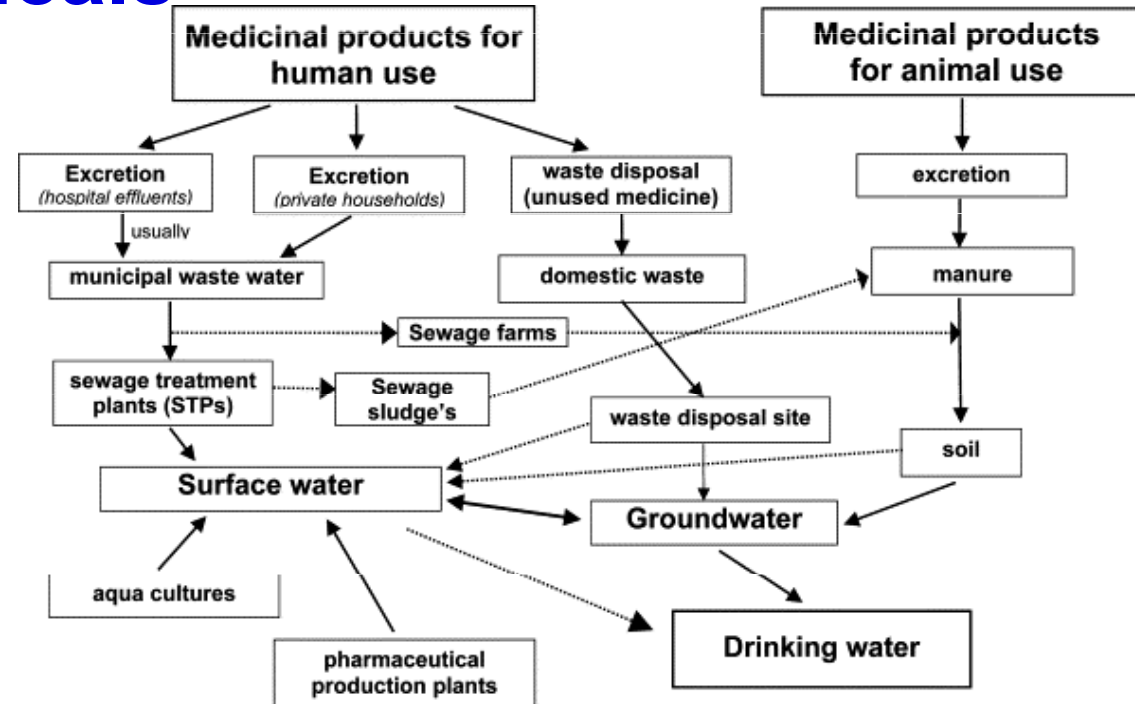 Medicinal products for
human use
Medicinal products
for animal use
Excretion
(hospital effluents)
Excretion
(private households)
waste disposal
(unused medicine)
excretion
usually
municipal waste water
domestic waste
manure
Sewage farms
sewage treatment
plants (STPs)
Sewage
sludge's
waste disposal site
soil
Surface water
Groundwater
aqua cultures
Drinking water
pharmaceutical
production plants